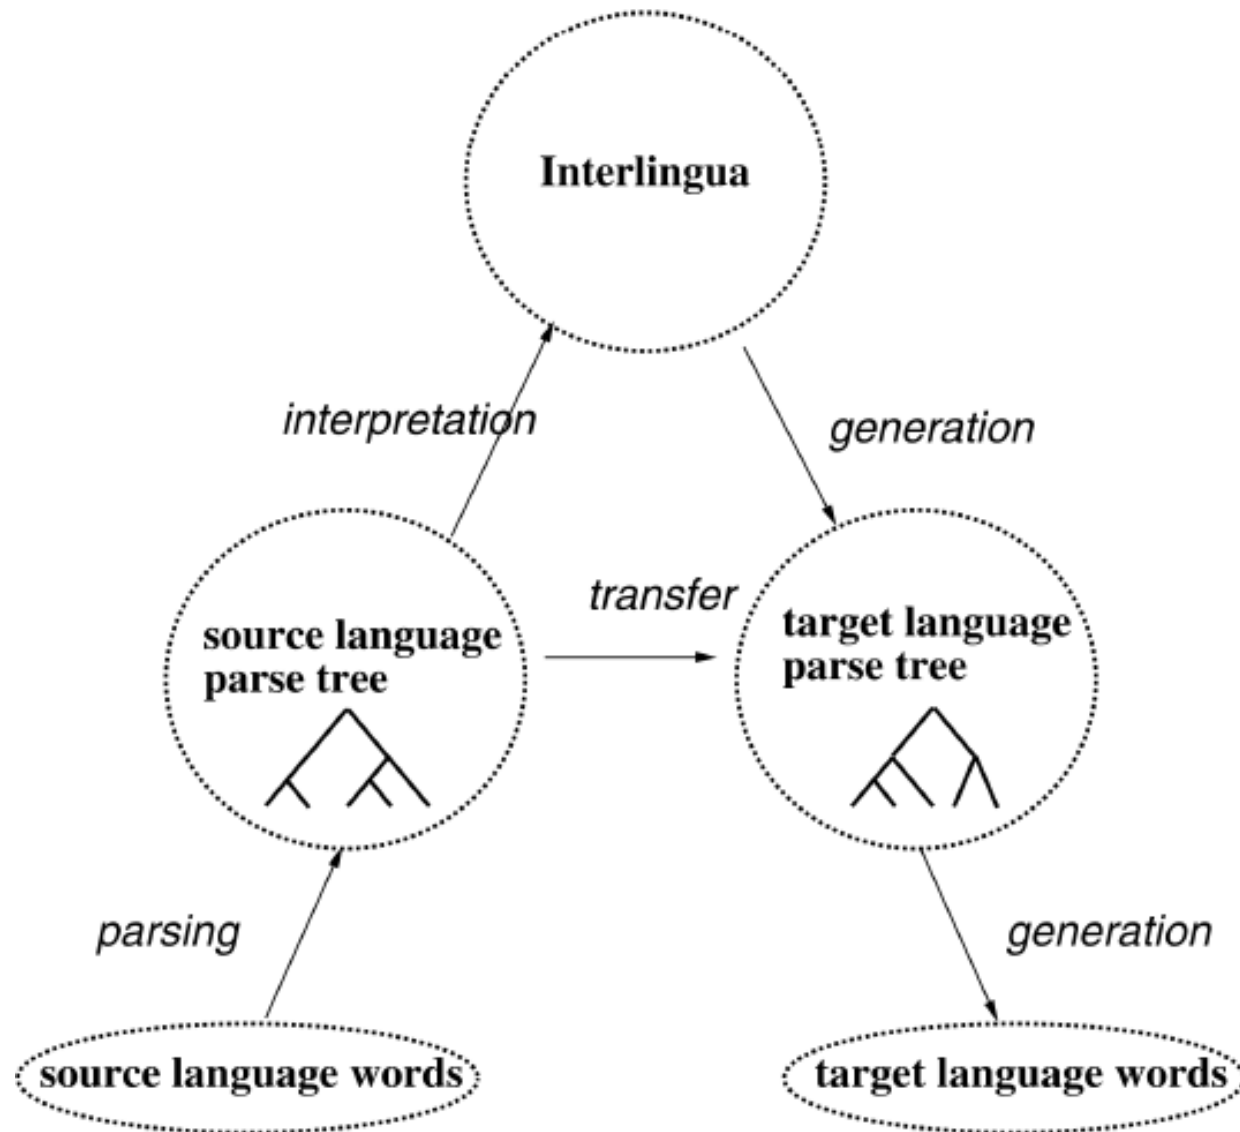 Interlingua
interpretation
generation
transfer
source language
parse tree
target language
parse tree
parsing
generation
source language words
target language words